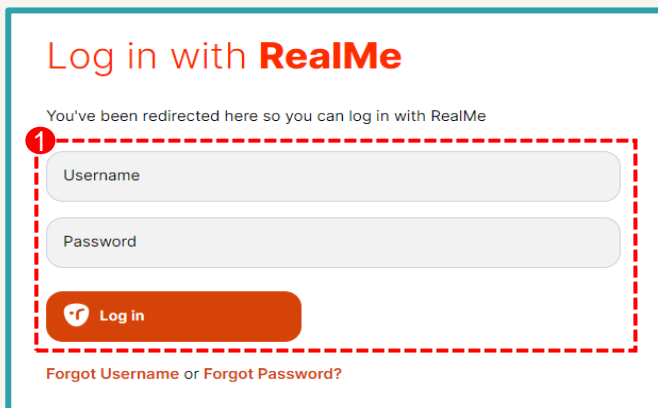 Log in with RealMe
You've been redirected here so you can log in with RealMe
1
Username
Password
Log in
Forgot Username or Forgot Password?